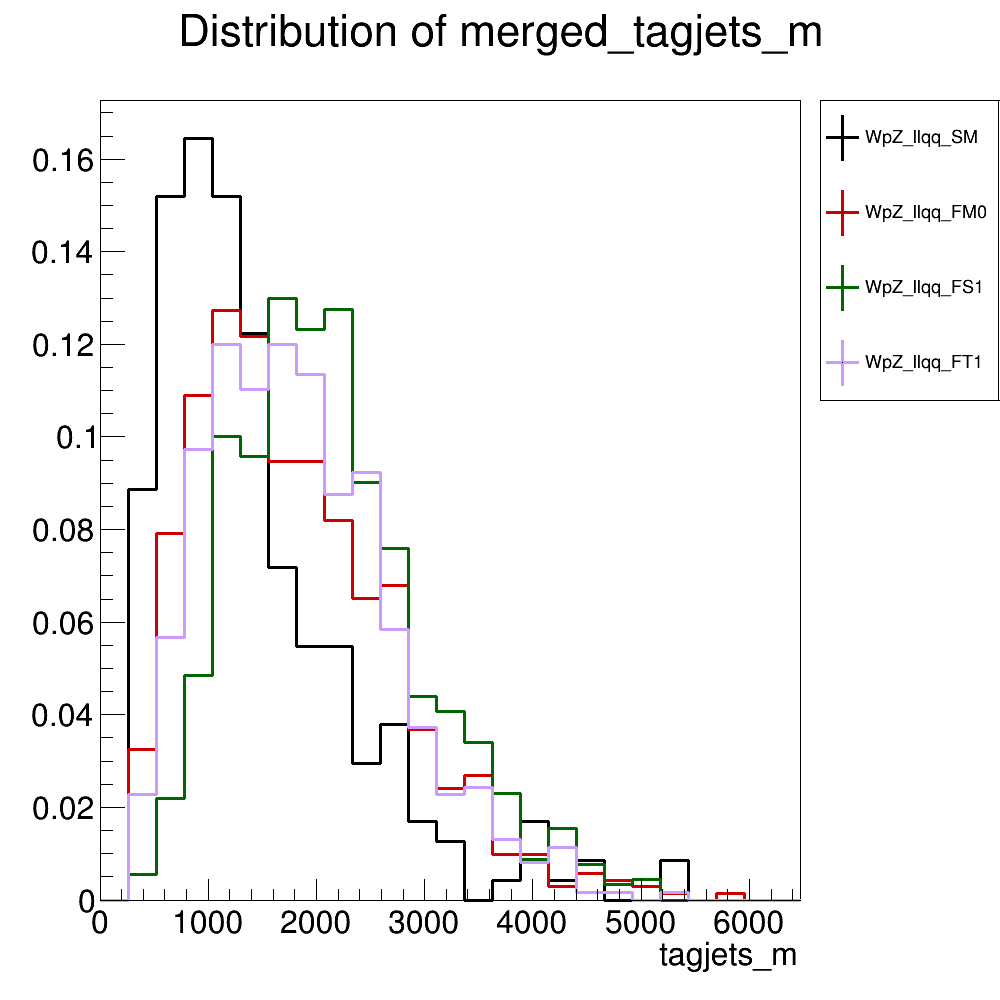 Distribution of merged_tagjets_m
WpZ_llqq_SM
WpZ_llqq_FM0
WpZ_llqq_FS1
WpZ_llqq_FT1
0.16
0.14
0.12
0.1
0.08
0.06
0.04
0.02
0
0 1000 2000 3000 4000 5000 6000
tagjets_m